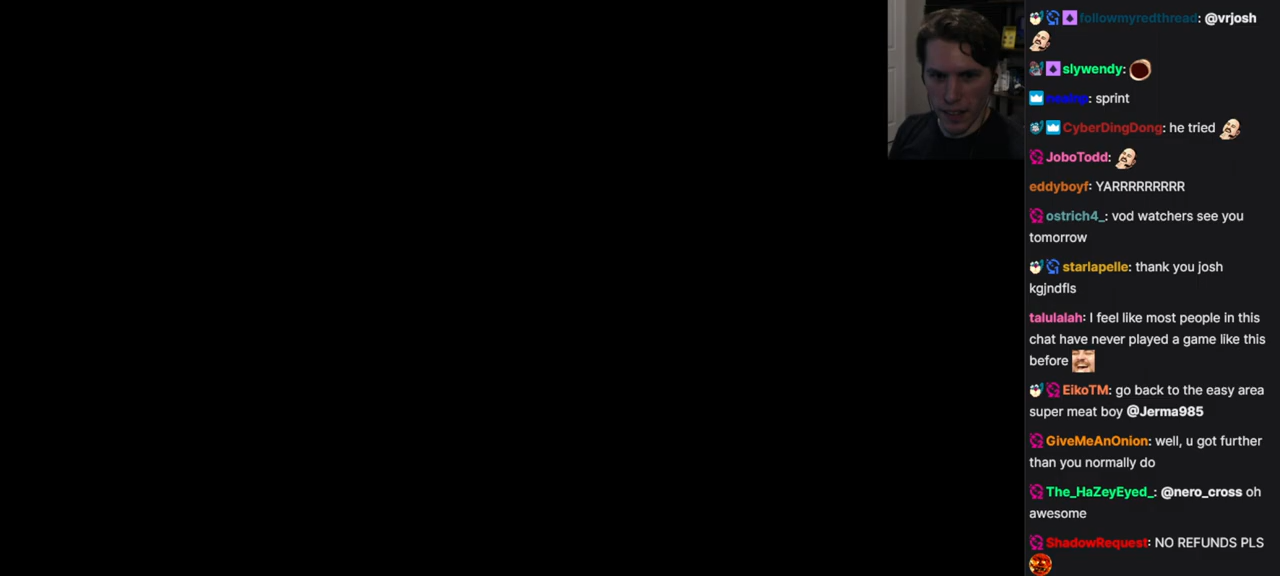 followmyredthread: @vrjosh
slywendy:
: sprint
CyberDingDong: he tried
JoboTodd:
eddyboyf: YARRRRRRRRR
ostrich4_: vod watchers see you
tomorrow
starlapelle: thank you josh
kgjndfls
talulalah: I feel like most people in this
chat have never played a game like this
before
EikoTM: go back to the easy area
super meat boy @Jerma985
GiveMeAnOnion: well, u got further
than you normally do
The_HaZeyEyed_: @nero_cross oh
awesome
ShadowRequest: NO REFUNDS PLS